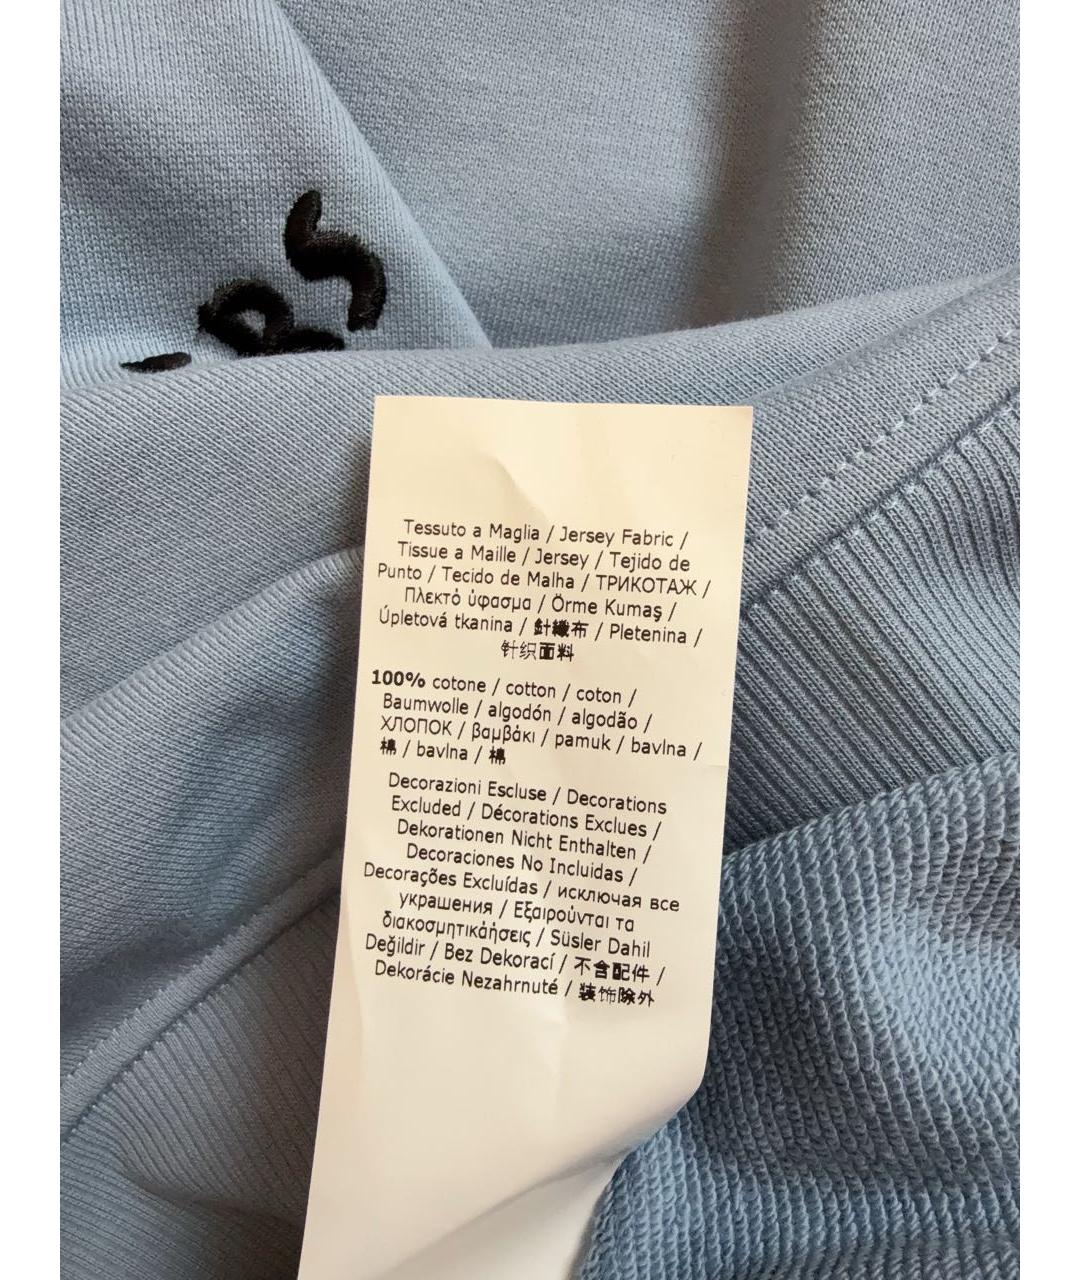 Tessuto a Maglia / Jersey Fabric /
Tissue a Maille / Jersey / Tejido de
Punto / Tecido de Malha / ТРИКОТАЖ /
Πλεκτὸ ὑφασμα / Örme Kumaş /
Úpletová tkanina / 針織布 / Pletenina /
针织面料
100% cotone / cotton / coton /
Baumwolle / algodón / algodão /
ХЛОПОК / βαμβάκι / pamuk / bavlna /
棉 / bavlna / 棉
Decorazioni Escluse / Decorations
Excluded / Décorations Exclues /
Dekorationen Nicht Enthalten /
Decoraciones No Incluidas /
Decorações Excluídas / исключая все
украшения / Εξαιρούνται τα
διακοσμητικάήσεις / Süsler Dahil
Değildir / Bez Dekorací / 不含配件 /
Dekorácie Nezahrnuté / 装饰除外